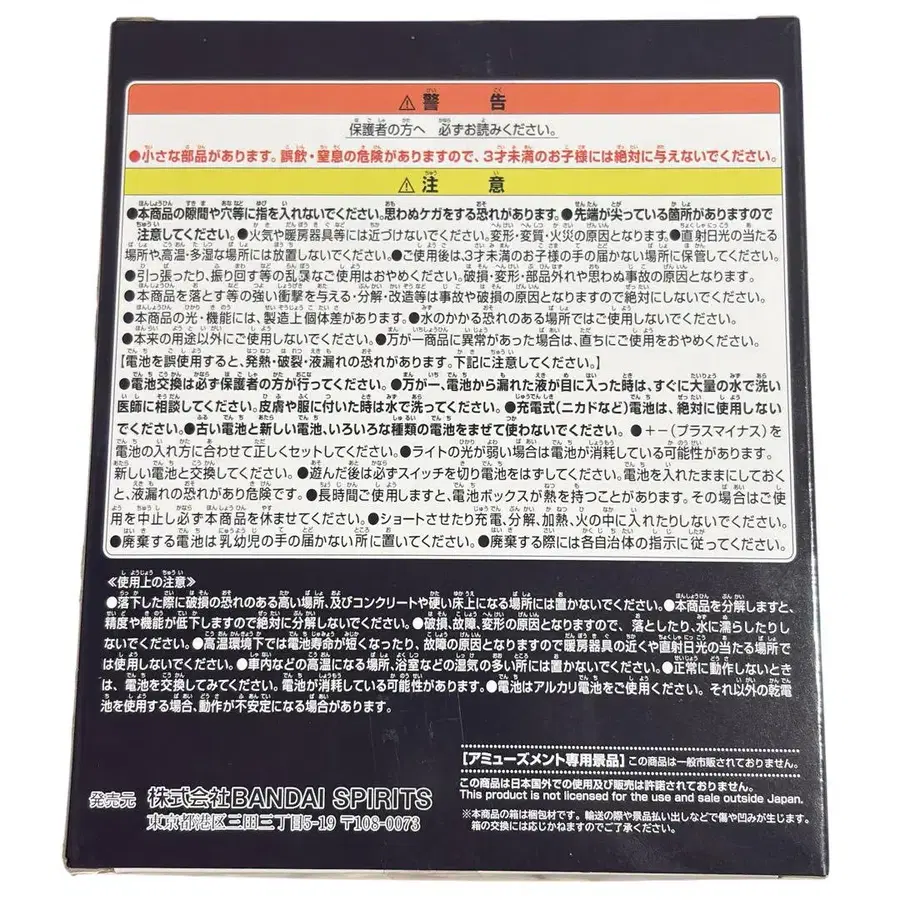 ⚠警告
保護者の方へ 必ずお読みください。
●小さな部品があります。誤飲・窒息の危険がありますので、3才未満のお子様には絶対に与えないでください。
⚠注意
●本商品の隙間や穴等に指を入れないでください。思わぬケガをする恐れがあります。●先端が尖っている箇所がありますので
注意してください。●火気や暖房器具等には近づけないでください。変形・変質・火災の原因となります。●直射日光の当たる
場所や、高温・多湿な場所には放置しないでください。●ご使用後は、3才未満のお子様の手の届かない場所に保管してください。
●引っ張ったり、振り回す等の乱暴なご使用はおやめください。破損・変形・部品外れや思わぬ事故の原因となります。
●本商品を落とす等の強い衝撃を与える・分解・改造等は事故や破損の原因となりますので絶対にしないでください。
●本商品の光・機能には、製造上個体差があります。●水のかかる恐れのある場所ではご使用しないでください。
●本来の用途以外にご使用しないでください。●万が一商品に異常があった場合は、直ちにご使用をおやめください。
【電池を誤使用すると、発熱・破裂・液漏れの恐れがあります。下記に注意してください。】
●電池交換は必ず保護者の方が行ってください。●万が一、電池から漏れた液が目に入った時は、すぐに大量の水で洗い
医師に相談してください。皮膚や服に付いた時は水で洗ってください。●充電式(ニカドなど)電池は、絶対に使用しない
でください。●古い電池と新しい電池、いろいろな種類の電池をまぜて使わないでください。●+−(プラスマイナス)を
電池の入れ方に合わせて正しくセットしてください。●ライトの光が弱い場合は電池が消耗している可能性があります。
新しい電池と交換してください。●遊んだ後は必ずスイッチを切り電池をはずしてください。電池を入れたままにしておく
と、液漏れの恐れがあり危険です。●長時間ご使用しますと、電池ボックスが熱を持つことがあります。その場合はご使
用を中止し必ず本商品を休ませてください。●ショートさせたり充電、分解、加熱、火の中に入れたりしないでください。
●廃棄する電池は乳幼児の手の届かない所に置いてください。●廃棄する際には各自治体の指示に従ってください。
≪使用上の注意≫
●落下した際に破損の恐れのある高い場所、及びコンクリートや硬い床上になる場所には置かないでください。●本商品を分解しますと、
精度や機能が低下しますので絶対に分解しないでください。●破損、故障、変形の原因となりますので、落としたり、水に濡らしたりし
ないでください。●高温環境下では電池寿命が短くなったり、故障の原因となりますので暖房器具の近くや直射日光の当たる場所で
は使用しないでください。●車内などの高温になる場所、浴室などの湿気の多い所には置かないでください。●正常に動作しないとき
は、電池を交換してみてください。電池が消耗している可能性があります。●電池はアルカリ電池をご使用ください。それ以外の乾電
池を使用する場合、動作が不安定になる場合があります。
[アミューズメント専用景品] この商品は一般市販されておりません。
この商品は日本国外での使用及び販売は許諾されておりません。
This product is not licensed for the use and sale outside Japan.
※本商品の箱は梱包材です。輸送の際や景品払い出しなどで傷や凹みが生じます。
箱の交換には応じかねますのでご了承ください。
発売元 株式会社BANDAI SPIRITS
東京都港区三田三丁目5-19 〒108-0073